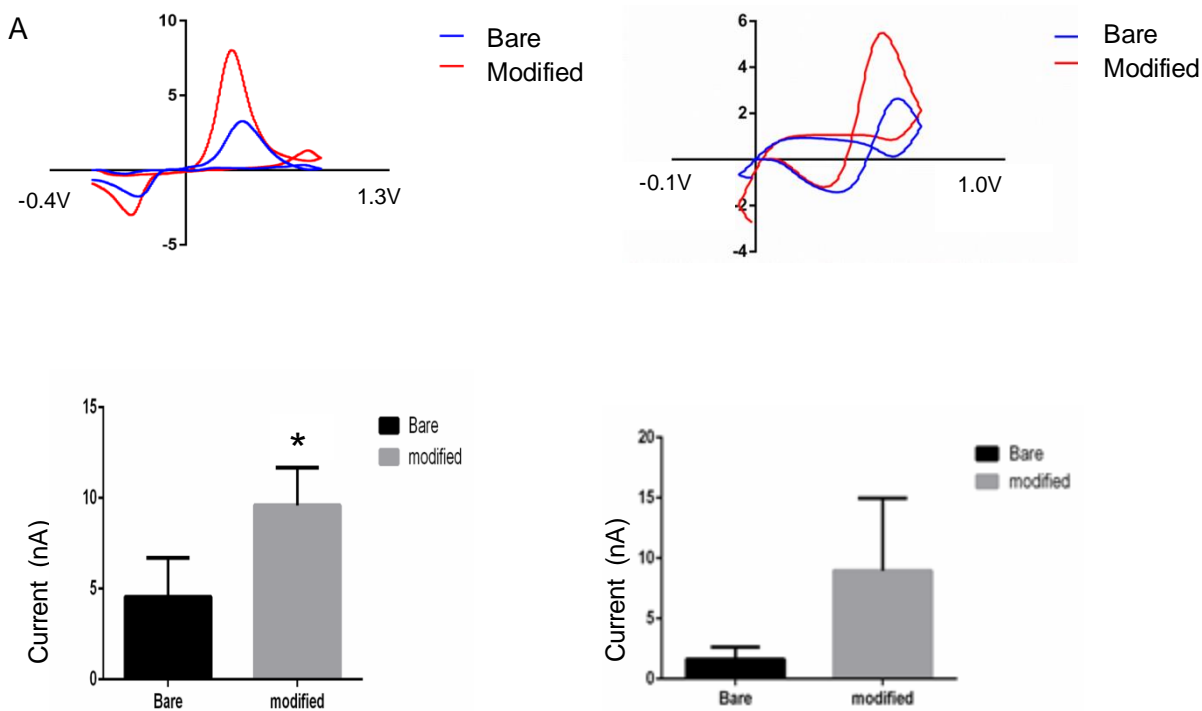 A
10
5
-5
-0.4V
1.3V
Bare
Modified
6
4
2
-2
-4
-0.1V
1.0V
Bare
Modified
15
10
5
0
Current (nA)
Bare
modified
*
Bare
modified
20
15
10
5
0
Current (nA)
Bare
modified
Bare
modified